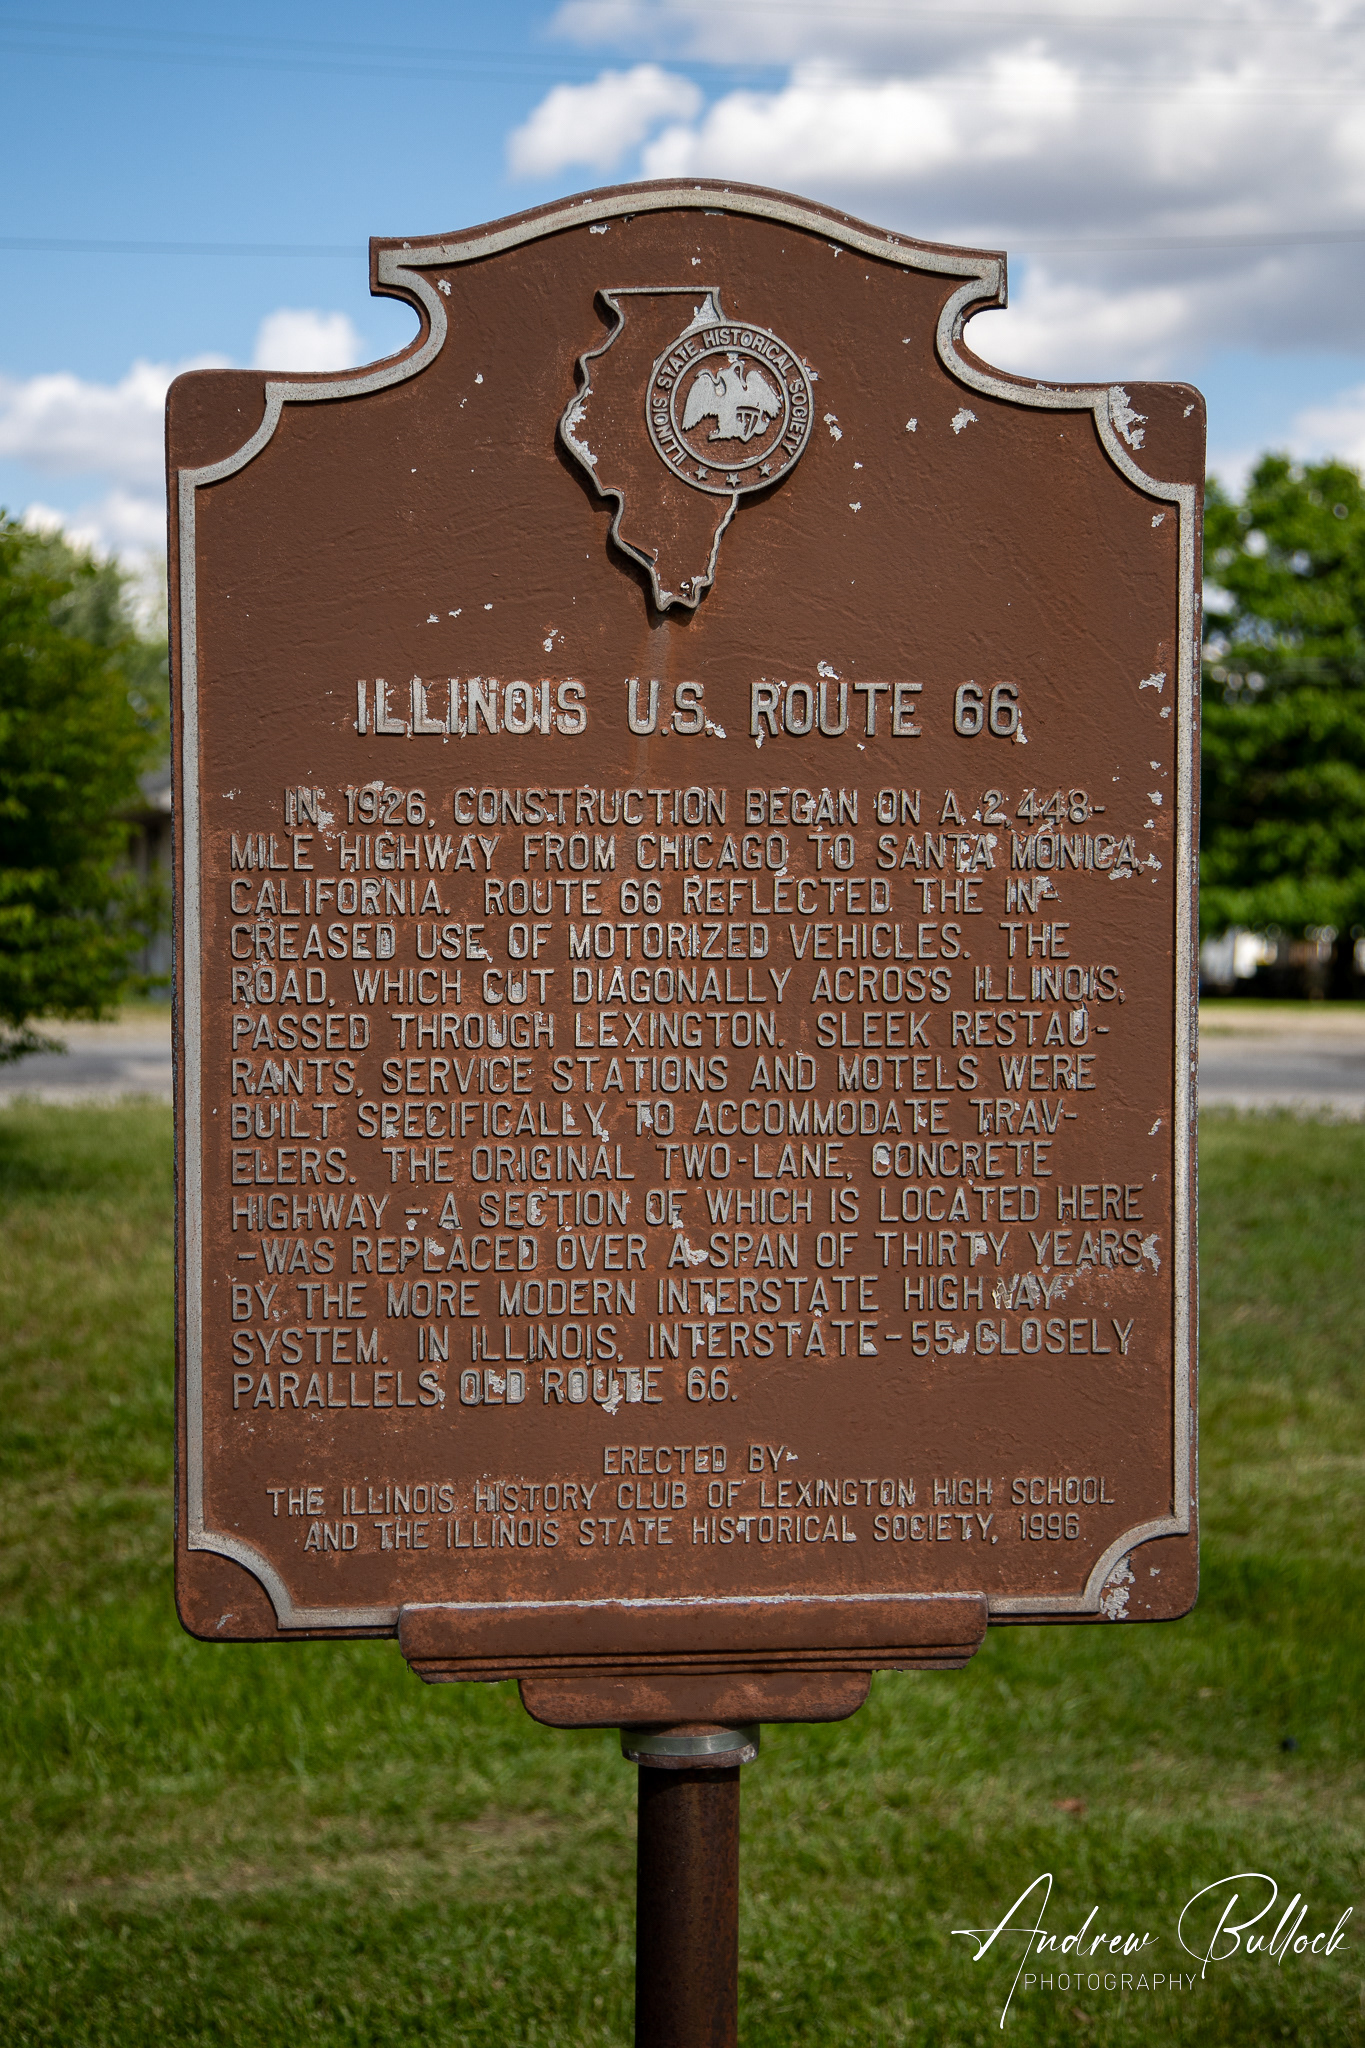 ILLINOIS STATE HISTORICAL SOCIETY
ILLINOIS U.S. ROUTE 66
IN 1926, CONSTRUCTION BEGAN ON A 2,448-
MILE HIGHWAY FROM CHICAGO TO SANTA MONICA,
CALIFORNIA. ROUTE 66 REFLECTED THE IN-
CREASED USE OF MOTORIZED VEHICLES. THE
ROAD, WHICH CUT DIAGONALLY ACROSS ILLINOIS,
PASSED THROUGH LEXINGTON. SLEEK RESTAU-
RANTS, SERVICE STATIONS AND MOTELS WERE
BUILT SPECIFICALLY TO ACCOMMODATE TRAV-
ELERS. THE ORIGINAL TWO-LANE, CONCRETE
HIGHWAY - A SECTION OF WHICH IS LOCATED HERE
-WAS REPLACED OVER A SPAN OF THIRTY YEARS
BY THE MORE MODERN INTERSTATE HIGHWAY
SYSTEM. IN ILLINOIS, INTERSTATE-55 CLOSELY
PARALLELS OLD ROUTE 66.
ERECTED BY
THE ILLINOIS HISTORY CLUB OF LEXINGTON HIGH SCHOOL
AND THE ILLINOIS STATE HISTORICAL SOCIETY, 1996
Andrew Bullock
PHOTOGRAPHY